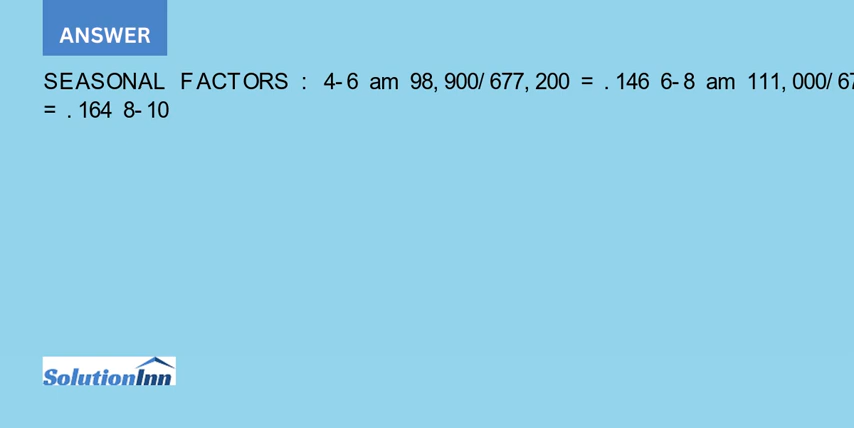 ANSWER
SEASONAL FACTORS : 4-6 am 98,900/677,200 = .146 6-8 am 111,000/67
= .164 8-10
SolutionInn